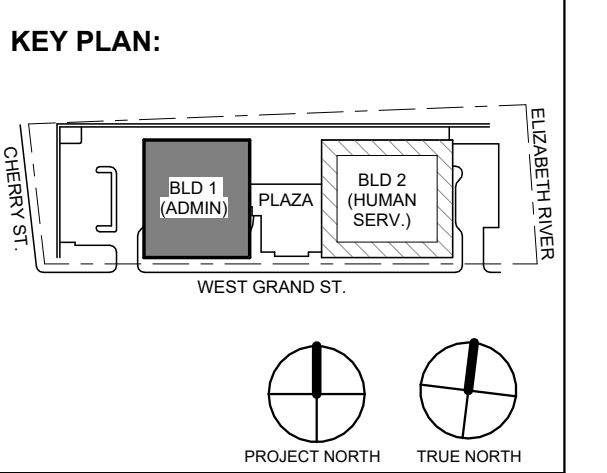 KEY PLAN:
CHERRY ST.
BLD 1
(ADMIN)
PLAZA
BLD 2
(HUMAN
SERV.)
ELIZABETH RIVER
WEST GRAND ST.
PROJECT NORTH
TRUE NORTH